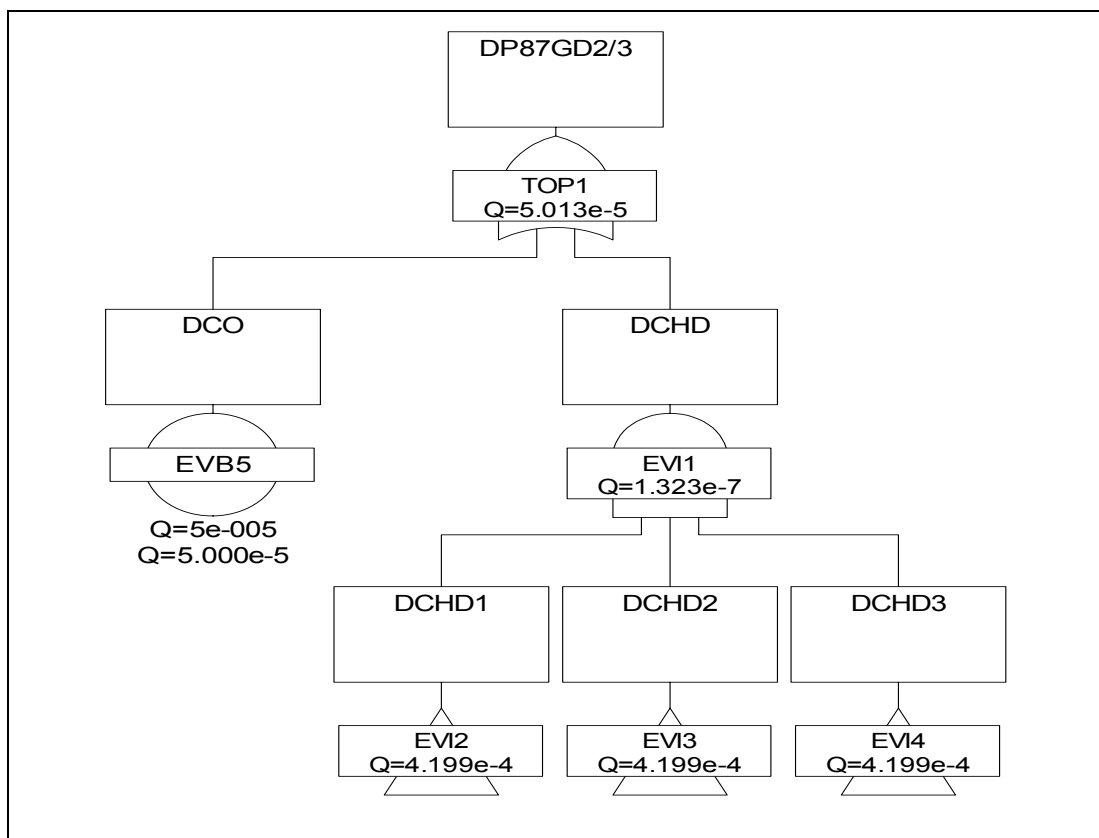 DP87GD2/3
TOP1
Q=5.013e-5
DCO
DCHD
EVB5
EVI1
Q=1.323e-7
Q=5e-005
Q=5.000e-5
DCHD1
DCHD2
DCHD3
EVI2
Q=4.199e-4
EVI3
Q=4.199e-4
EVI4
Q=4.199e-4